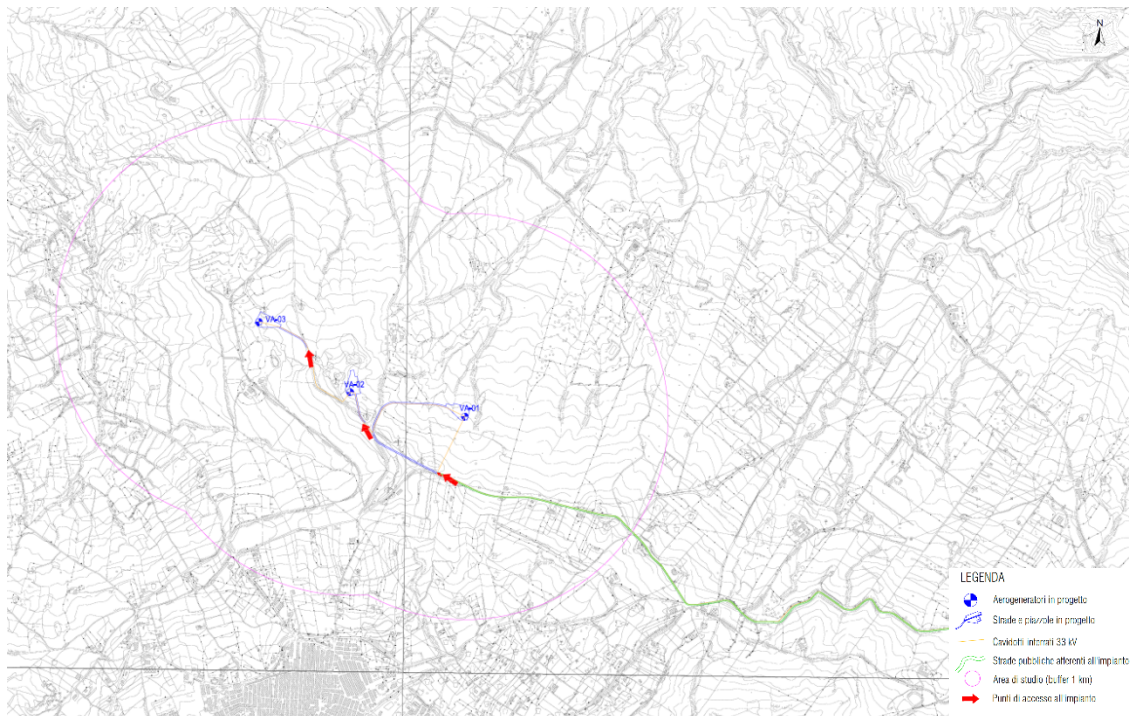 N
VA-03
VA-02
VA-01
LEGENDA
Aerogeneratori in progetto
Strade e piazzole in progetto
Cavidotti interrati 33 kV
Strade pubbliche afferenti all'impianto
Area di studio (buffer 1 km)
Punti di accesso all'impianto